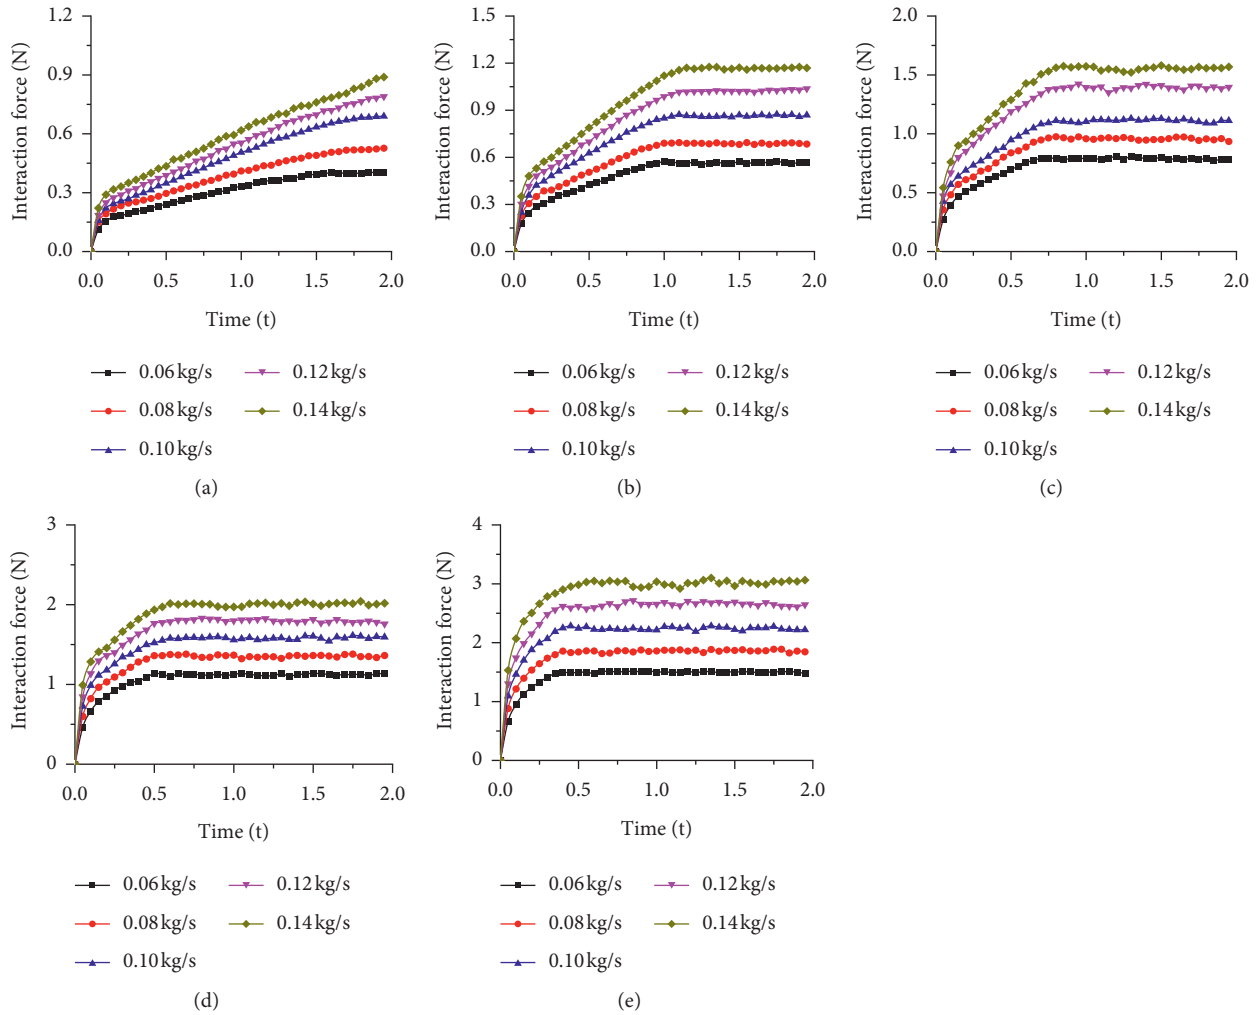 1.2
0.9
0.6
0.3
0.0
Interaction force (N)
0.0 0.5 1.0 1.5 2.0
Time (t)
0.06 kg/s 0.12 kg/s
0.08 kg/s 0.14 kg/s
0.10 kg/s
(a)
1.5
1.2
0.9
0.6
0.3
0.0
Interaction force (N)
0.0 0.5 1.0 1.5 2.0
Time (t)
0.06 kg/s 0.12 kg/s
0.08 kg/s 0.14 kg/s
0.10 kg/s
(b)
2.0
1.5
1.0
0.5
0.0
Interaction force (N)
0.0 0.5 1.0 1.5 2.0
Time (t)
0.06 kg/s 0.12 kg/s
0.08 kg/s 0.14 kg/s
0.10 kg/s
(c)
3
2
1
0
Interaction force (N)
0.0 0.5 1.0 1.5 2.0
Time (t)
0.06 kg/s 0.12 kg/s
0.08 kg/s 0.14 kg/s
0.10 kg/s
(d)
4
3
2
1
0
Interaction force (N)
0.0 0.5 1.0 1.5 2.0
Time (t)
0.06 kg/s 0.12 kg/s
0.08 kg/s 0.14 kg/s
0.10 kg/s
(e)